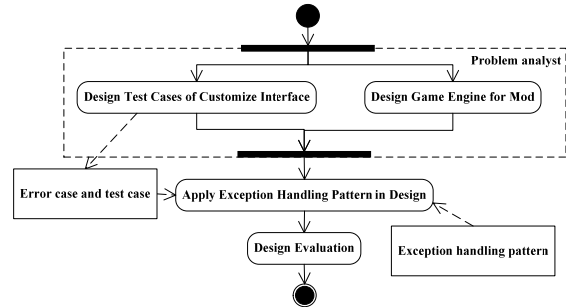 Problem analyst
Design Test Cases of Customize Interface
Design Game Engine for Mod
Error case and test case
Apply Exception Handling Pattern in Design
Design Evaluation
Exception handling pattern